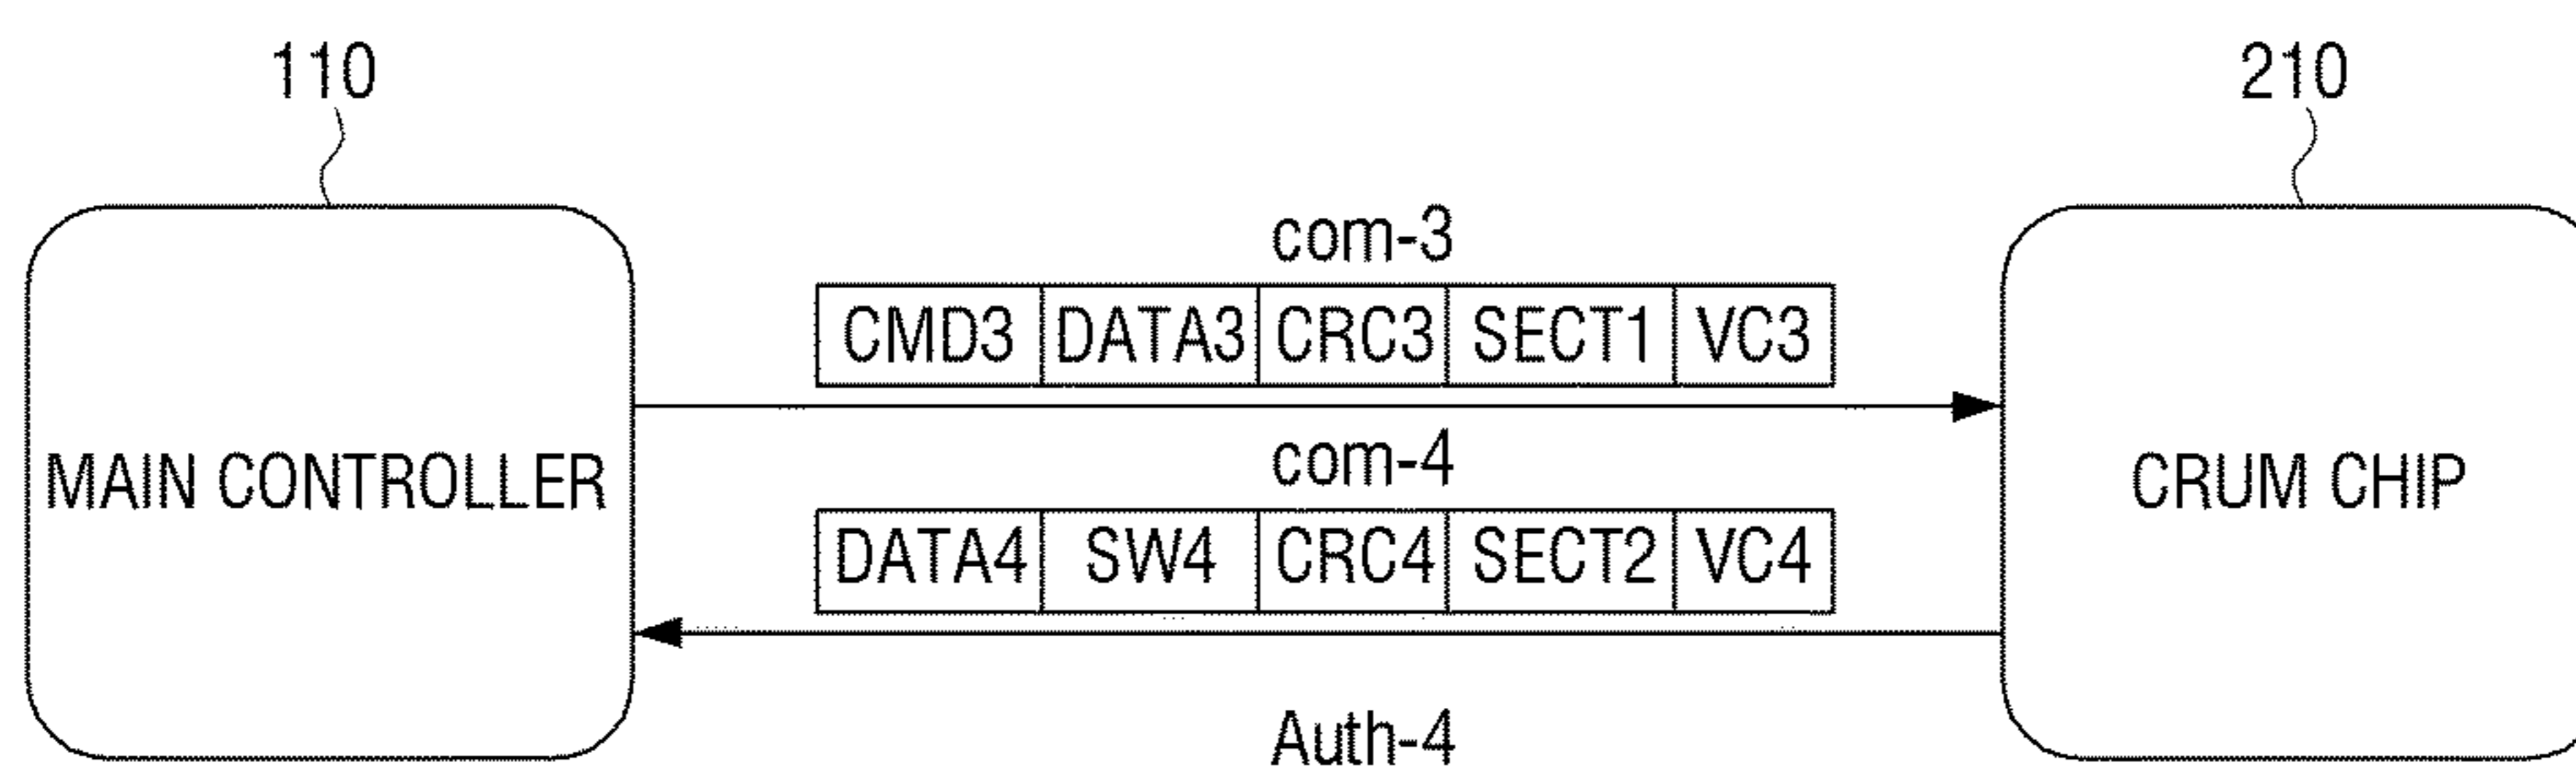 110 210
com-3
CMD3 DATA3 CRC3 SECT1 VC3
com-4
MAIN CONTROLLER CRUM CHIP
DATA4 SW4 CRC4 SECT2 VC4
Auth-4